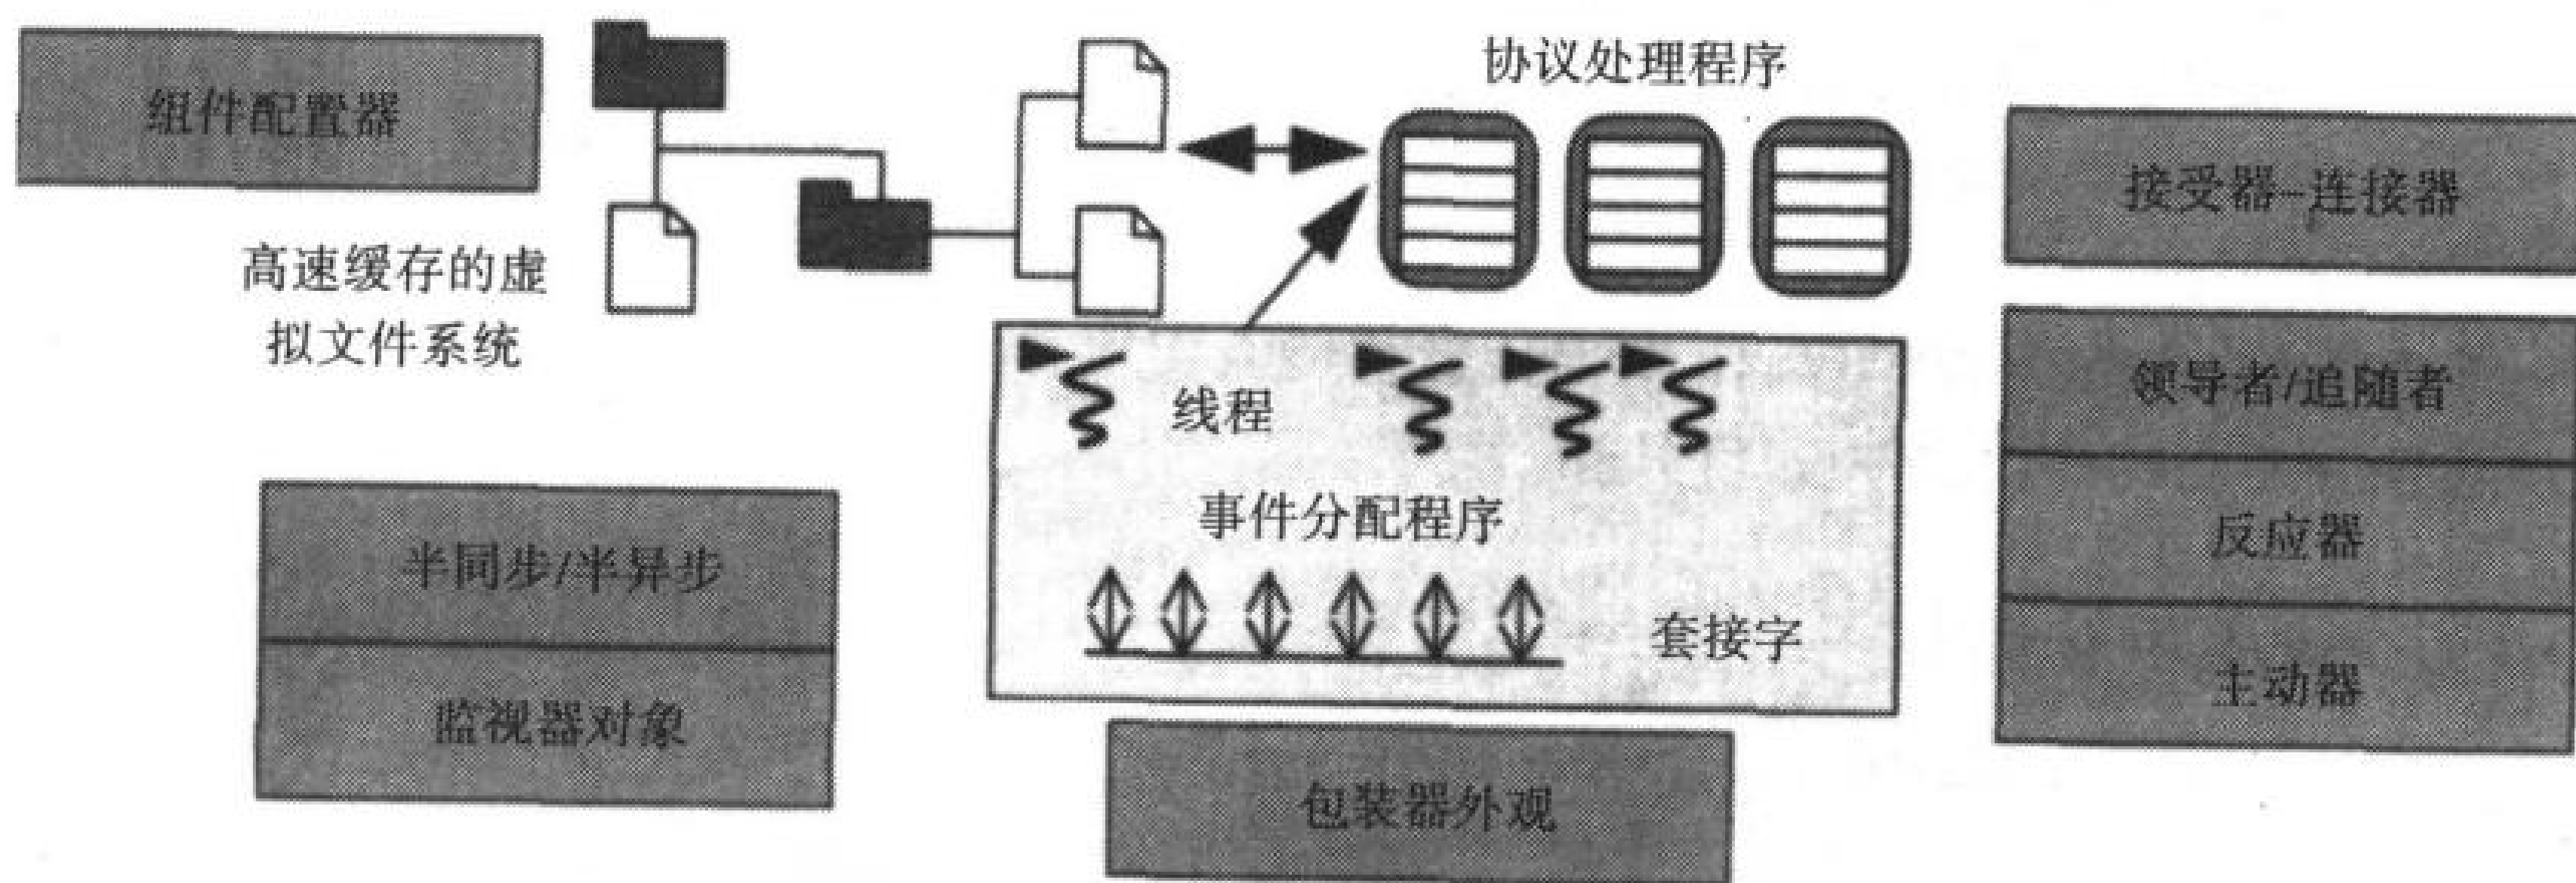 组件配置器
高速缓存的虚
拟文件系统
协议处理程序
接受器-连接器
线程
事件分配程序
套接字
领导者/追随者
反应器
主动器
半同步/半异步
监视器对象
包装器外观